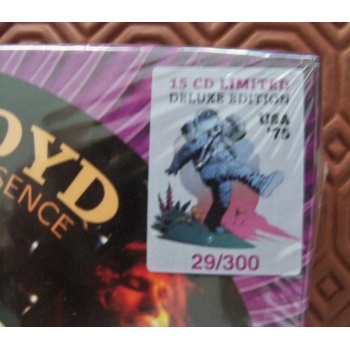 15 CD LIMITED
DELUXE EDITION
USA
'75
OYD
SENCE
29/300